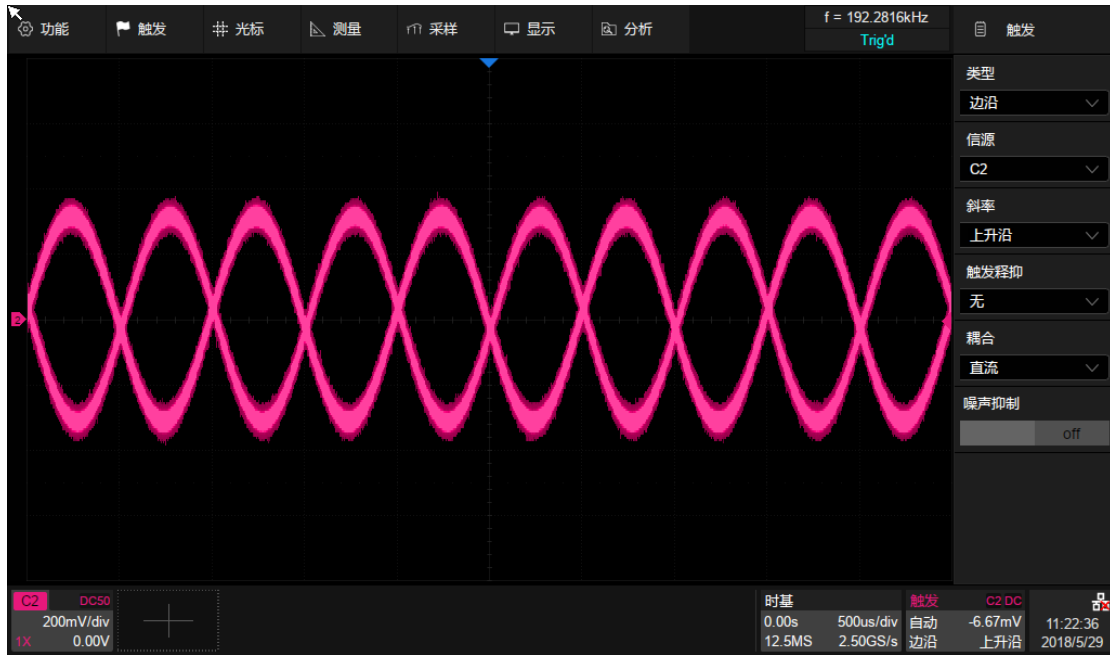 功能
触发
光标
测量
采样
显示
分析
f = 192.2816kHz
Trig'd
触发
类型
边沿
信源
C2
斜率
上升沿
触发释抑
无
耦合
直流
噪声抑制
off
2
C2 DC50
200mV/div
1X 0.00V
时基
0.00s 500us/div
12.5MS 2.50GS/s
触发 C2 DC
自动 -6.67mV
边沿 上升沿
11:22:36
2018/5/29